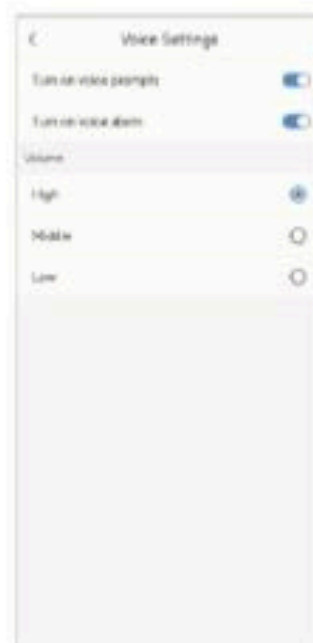 Voice Settings
Turn on voice prompts
Turn on voice alarm
Volume
High
Middle
Low